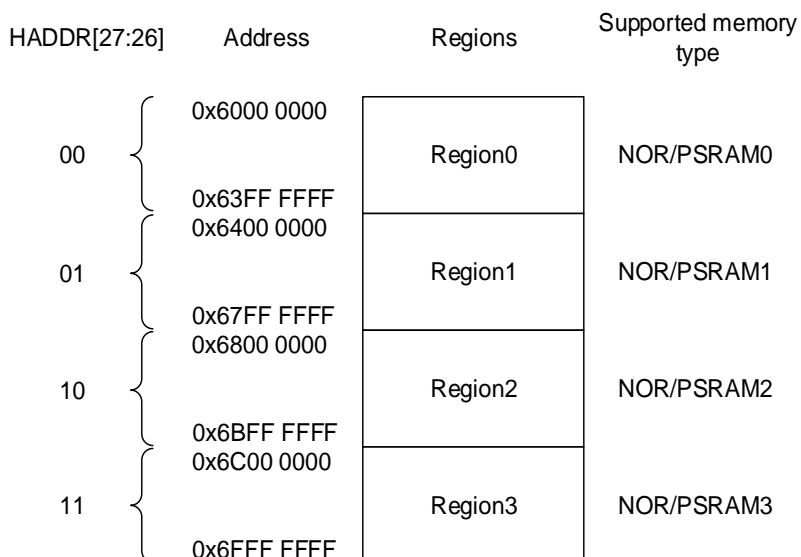 HADDR[27:26] Address Regions Supported memory type
0x6000 0000
00 Region0 NOR/PSRAM0
0x63FF FFFF
0x6400 0000
01 Region1 NOR/PSRAM1
0x67FF FFFF
0x6800 0000
10 Region2 NOR/PSRAM2
0x6BFF FFFF
0x6C00 0000
11 Region3 NOR/PSRAM3
0x6FFF FFFF